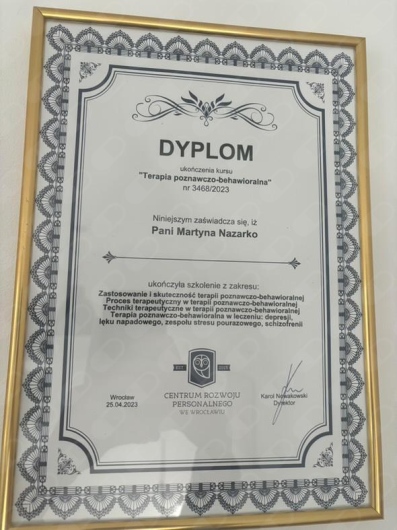 DYPLOM
ukończenia kursu
"Terapia poznawczo-behawioralna"
nr 3468/2023
Niniejszym zaświadcza się, iż
Pani Martyna Nazarko
ukończyła szkolenie z zakresu:
Zastosowanie i skuteczność terapii poznawczo-behawioralnej
Proces terapeutyczny w terapii poznawczo-behawioralnej
Techniki terapeutyczne w terapii poznawczo-behawioralnej
Terapia poznawczo-behawioralna w leczeniu: depresji,
lęku napadowego, zespołu stresu pourazowego, schizofrenii
Wrocław
25.04.2023
CENTRUM ROZWOJU
PERSONALNEGO
WE WROCŁAWIU
Karol Nowakowski
Dyrektor